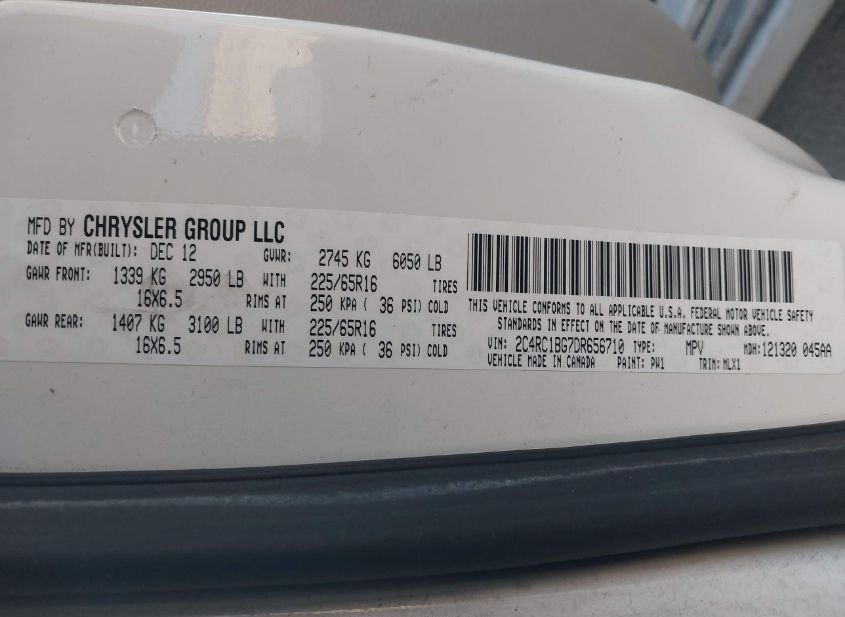 MFD BY CHRYSLER GROUP LLC
DATE OF MFR(BUILT): DEC 12 GVWR: 2745 KG 6050 LB
GAWR FRONT: 1339 KG 2950 LB WITH 225/65R16 TIRES
16X6.5 RIMS AT 250 KPA ( 36 PSI) COLD
GAWR REAR: 1407 KG 3100 LB WITH 225/65R16 TIRES
16X6.5 RIMS AT 250 KPA ( 36 PSI) COLD
THIS VEHICLE CONFORMS TO ALL APPLICABLE U.S.A. FEDERAL MOTOR VEHICLE SAFETY
STANDARDS IN EFFECT ON THE DATE OF MANUFACTURE SHOWN ABOVE.
VIN: 2C4RC1BG7DR656710 TYPE: MPV MDH: 121320 045AA
VEHICLE MADE IN CANADA PAINT: PW1 TRIM: MLX1